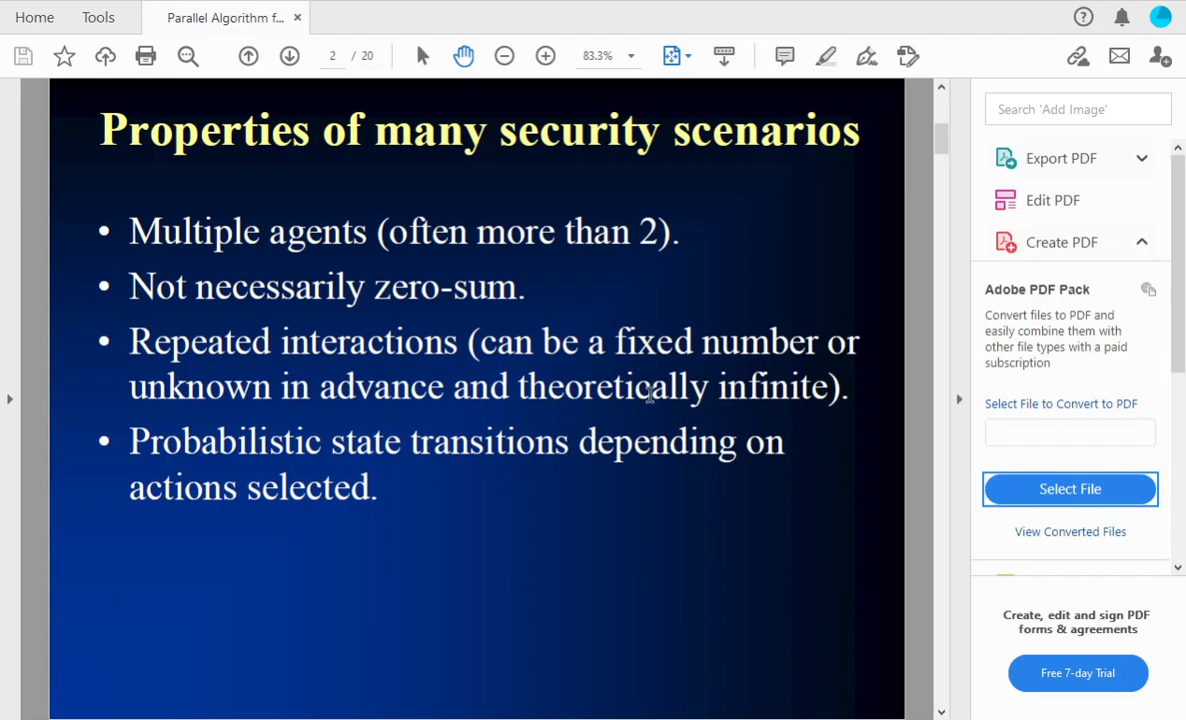 Home
Tools
Parallel Algorithm f...
2 / 20
83.3%
Properties of many security scenarios
• Multiple agents (often more than 2).
• Not necessarily zero-sum.
• Repeated interactions (can be a fixed number or
unknown in advance and theoretically infinite).
• Probabilistic state transitions depending on
actions selected.
Search 'Add Image'
Export PDF
Edit PDF
Create PDF
Adobe PDF Pack
Convert files to PDF and
easily combine them with
other file types with a paid
subscription
Select File to Convert to PDF
Select File
View Converted Files
Create, edit and sign PDF
forms & agreements
Free 7-day Trial